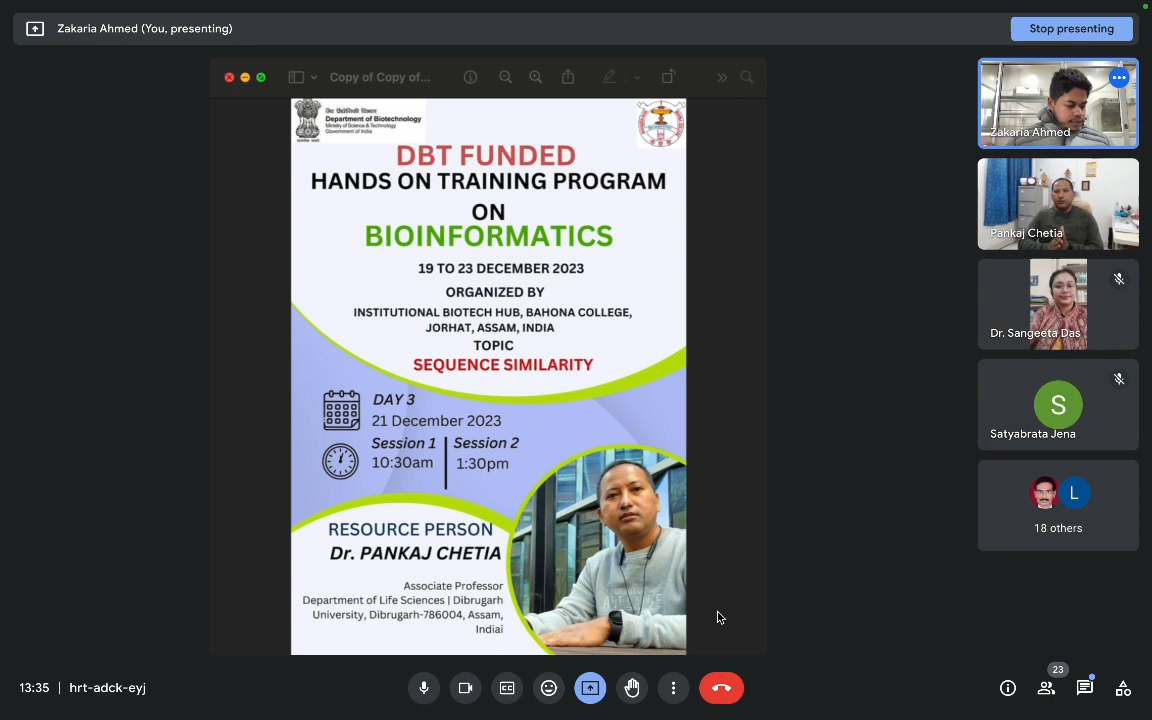 Zakaria Ahmed (You, presenting)
Stop presenting
Copy of Copy of...
Department of Biotechnology
Ministry of Science & Technology
Government of India
DBT FUNDED
HANDS ON TRAINING PROGRAM
ON
BIOINFORMATICS
19 TO 23 DECEMBER 2023
ORGANIZED BY
INSTITUTIONAL BIOTECH HUB, BAHONA COLLEGE,
JORHAT, ASSAM, INDIA
TOPIC
SEQUENCE SIMILARITY
DAY 3
21 December 2023
Session 1 Session 2
10:30am 1:30pm
RESOURCE PERSON
Dr. PANKAJ CHETIA
Associate Professor
Department of Life Sciences | Dibrugarh
University, Dibrugarh-786004, Assam,
Indiai
Zakaria Ahmed
Pankaj Chetia
Dr. Sangeeta Das
S
Satyabrata Jena
L
18 others
13:35 | hrt-adck-eyj
23